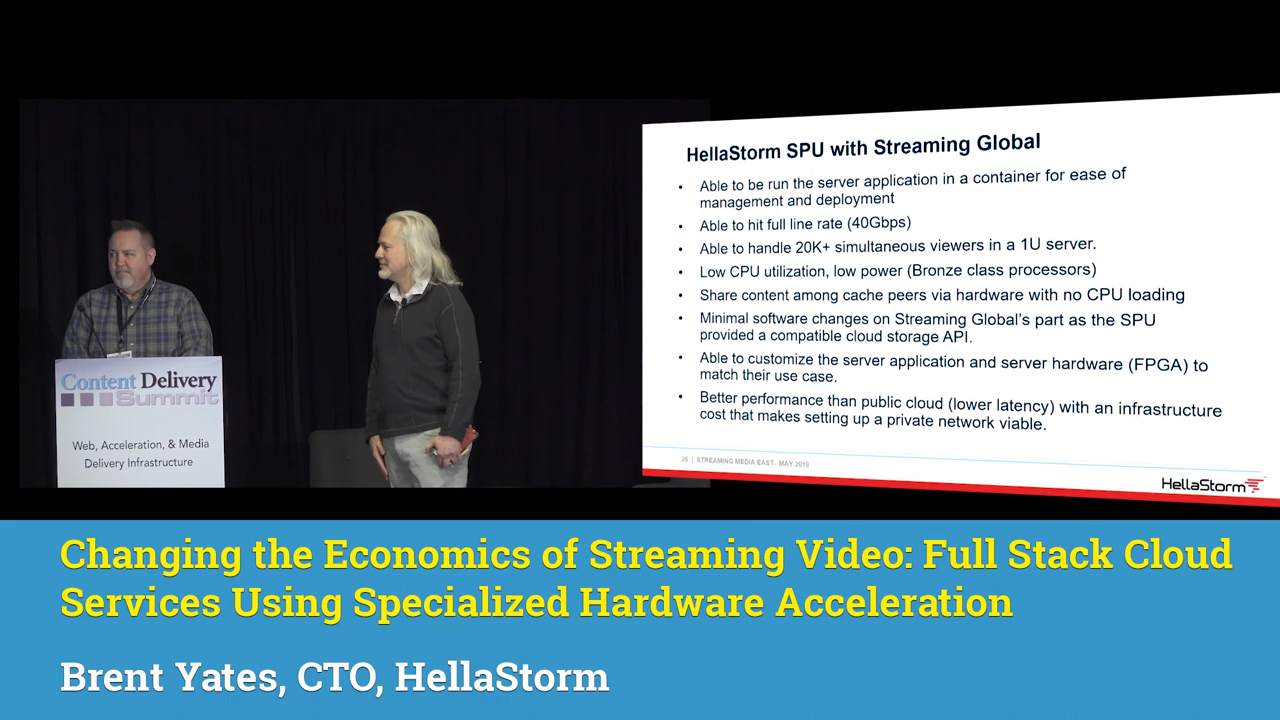 HellaStorm SPU with Streaming Global
• Able to be run the server application in a container for ease of
management and deployment
• Able to hit full line rate (40Gbps)
• Able to handle 20K+ simultaneous viewers in a 1U server.
• Low CPU utilization, low power (Bronze class processors)
• Share content among cache peers via hardware with no CPU loading
• Minimal software changes on Streaming Global's part as the SPU
provided a compatible cloud storage API.
• Able to customize the server application and server hardware (FPGA) to
match their use case.
• Better performance than public cloud (lower latency) with an infrastructure
cost that makes setting up a private network viable.
26 | STREAMING MEDIA EAST- MAY 2019
HellaStorm
Content Delivery
Summit
Web, Acceleration, & Media
Delivery Infrastructure
Changing the Economics of Streaming Video: Full Stack Cloud
Services Using Specialized Hardware Acceleration
Brent Yates, CTO, HellaStorm